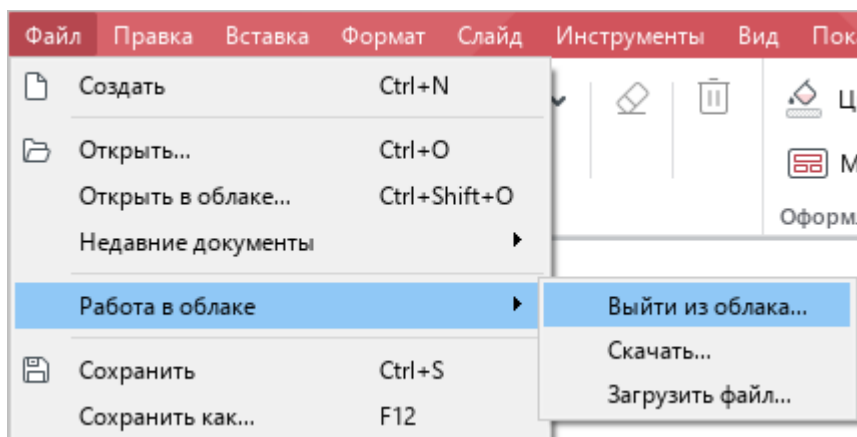 Файл Правка Вставка Формат Слайд Инструменты Вид
Создать Ctrl+N
Открыть... Ctrl+O
Открыть в облаке... Ctrl+Shift+O
Недавние документы
Работа в облаке
Выйти из облака...
Скачать...
Загрузить файл...
Сохранить Ctrl+S
Сохранить как... F12